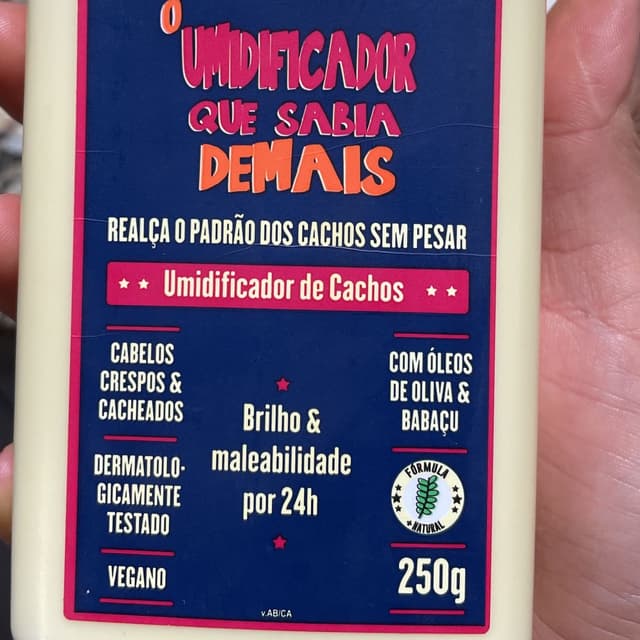 O
UMIDIFICADOR
QUE SABIA
DEMAIS
REALÇA O PADRÃO DOS CACHOS SEM PESAR
Umidificador de Cachos
CABELOS
CRESPOS &
CACHEADOS
DERMATOLO-
GICAMENTE
TESTADO
VEGANO
Brilho &
maleabilidade
por 24h
COM ÓLEOS
DE OLIVA &
BABAÇU
FÓRMULA
+NATURAL
250g
V.ABICA